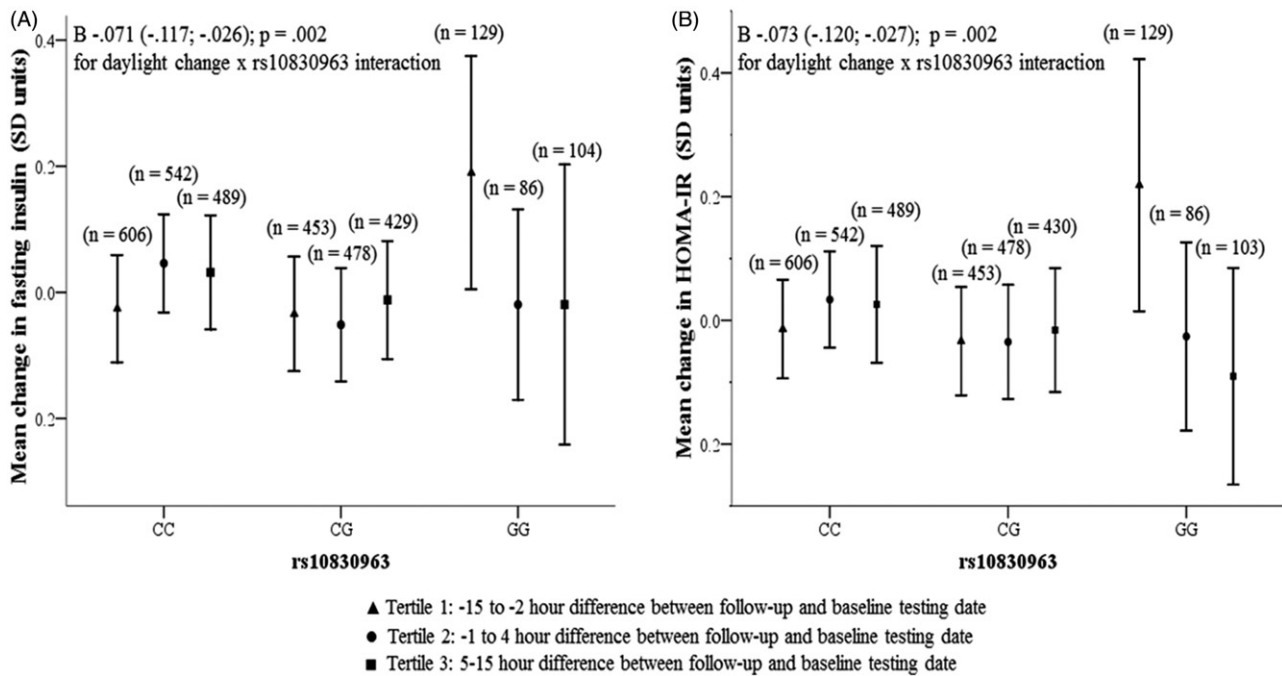 (A)
B -.071 (-.117; -.026); p = .002
for daylight change x rs10830963 interaction
Mean change in fasting insulin (SD units)
0.4
0.2
0.0
0.2
(n = 606)
(n = 542)
(n = 489)
(n = 453)
(n = 478)
(n = 429)
(n = 129)
(n = 86)
(n = 104)
CC
CG
GG
rs10830963
(B)
B -.073 (-.120; -.027); p = .002
for daylight change x rs10830963 interaction
Mean change in HOMA-IR (SD units)
0.4
0.2
0.0
0.2
(n = 606)
(n = 542)
(n = 489)
(n = 453)
(n = 478)
(n = 430)
(n = 129)
(n = 86)
(n = 103)
CC
CG
GG
rs10830963
Tertile 1: -15 to -2 hour difference between follow-up and baseline testing date
Tertile 2: -1 to 4 hour difference between follow-up and baseline testing date
Tertile 3: 5-15 hour difference between follow-up and baseline testing date